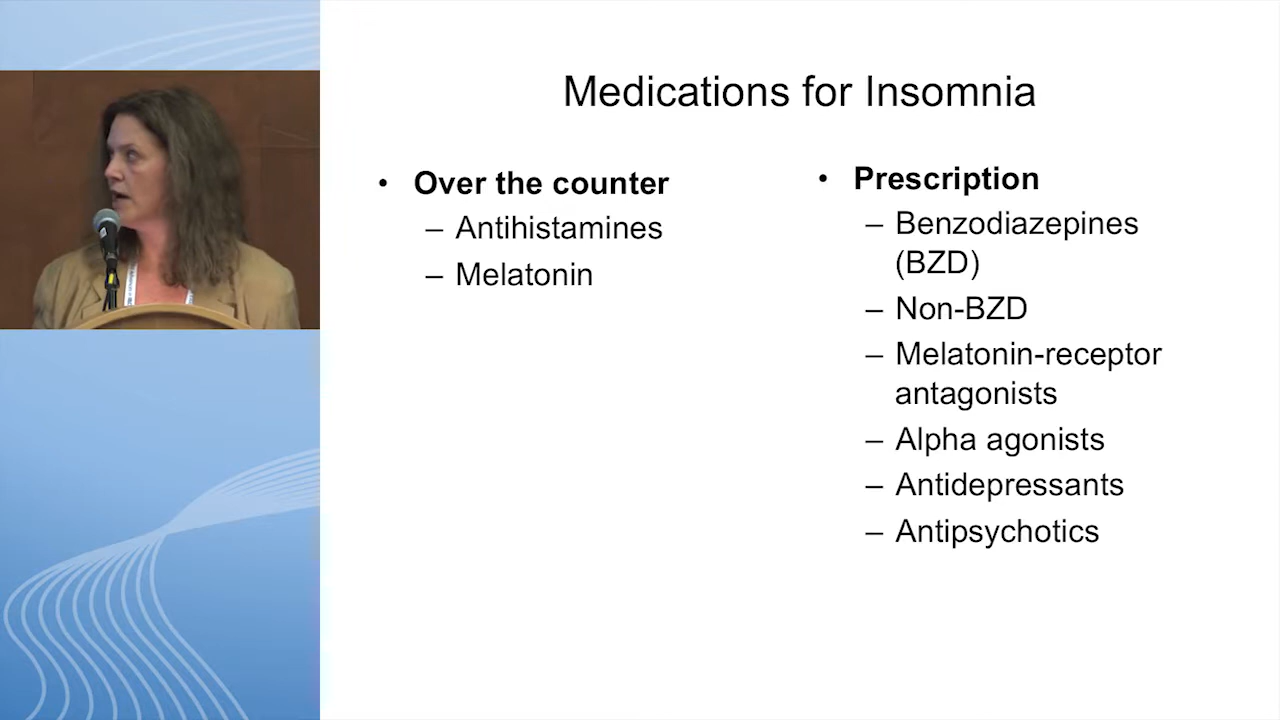 Medications for Insomnia
• Over the counter
– Antihistamines
– Melatonin
• Prescription
– Benzodiazepines
(BZD)
– Non-BZD
– Melatonin-receptor
antagonists
– Alpha agonists
– Antidepressants
– Antipsychotics